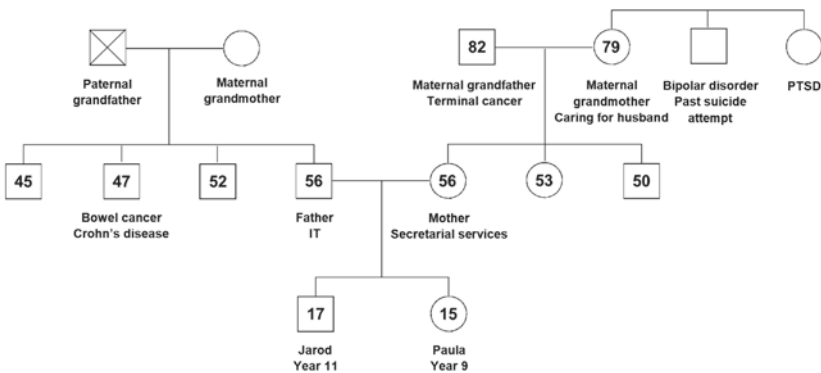 82
79
Paternal
grandfather
Maternal
grandmother
Maternal grandfather
Terminal cancer
Maternal
grandmother
Caring for husband
Bipolar disorder
Past suicide
attempt
PTSD
45
47
52
56
56
53
50
Bowel cancer
Crohn's disease
Father
IT
Mother
Secretarial services
17
15
Jarod
Year 11
Paula
Year 9